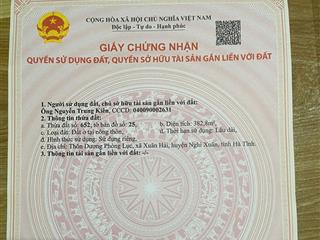 CỘNG HÒA XÃ HỘI CHỦ NGHĨA VIỆT NAM
Độc lập - Tự do - Hạnh phúc
GIẤY CHỨNG NHẬN
QUYỀN SỬ DỤNG ĐẤT, QUYỀN SỞ HỮU TÀI SẢN GẮN LIỀN VỚI ĐẤT
1. Người sử dụng đất, chủ sở hữu tài sản gắn liền với đất:
Ông Nguyễn Trung Kiên, CCCD: 040090002631
2. Thông tin thửa đất:
a. Thửa đất số: 652, tờ bản đồ số: 25, b. Diện tích: 382,8m²,
c. Loại đất: Đất ở tại nông thôn, d. Thời hạn sử dụng: Lâu dài,
đ. Hình thức sử dụng: Sử dụng riêng,
e. Địa chỉ: Thôn Dương Phòng Lục, xã Xuân Hải, huyện Nghi Xuân, tỉnh Hà Tĩnh.
3. Thông tin tài sản gắn liền với đất: -/-